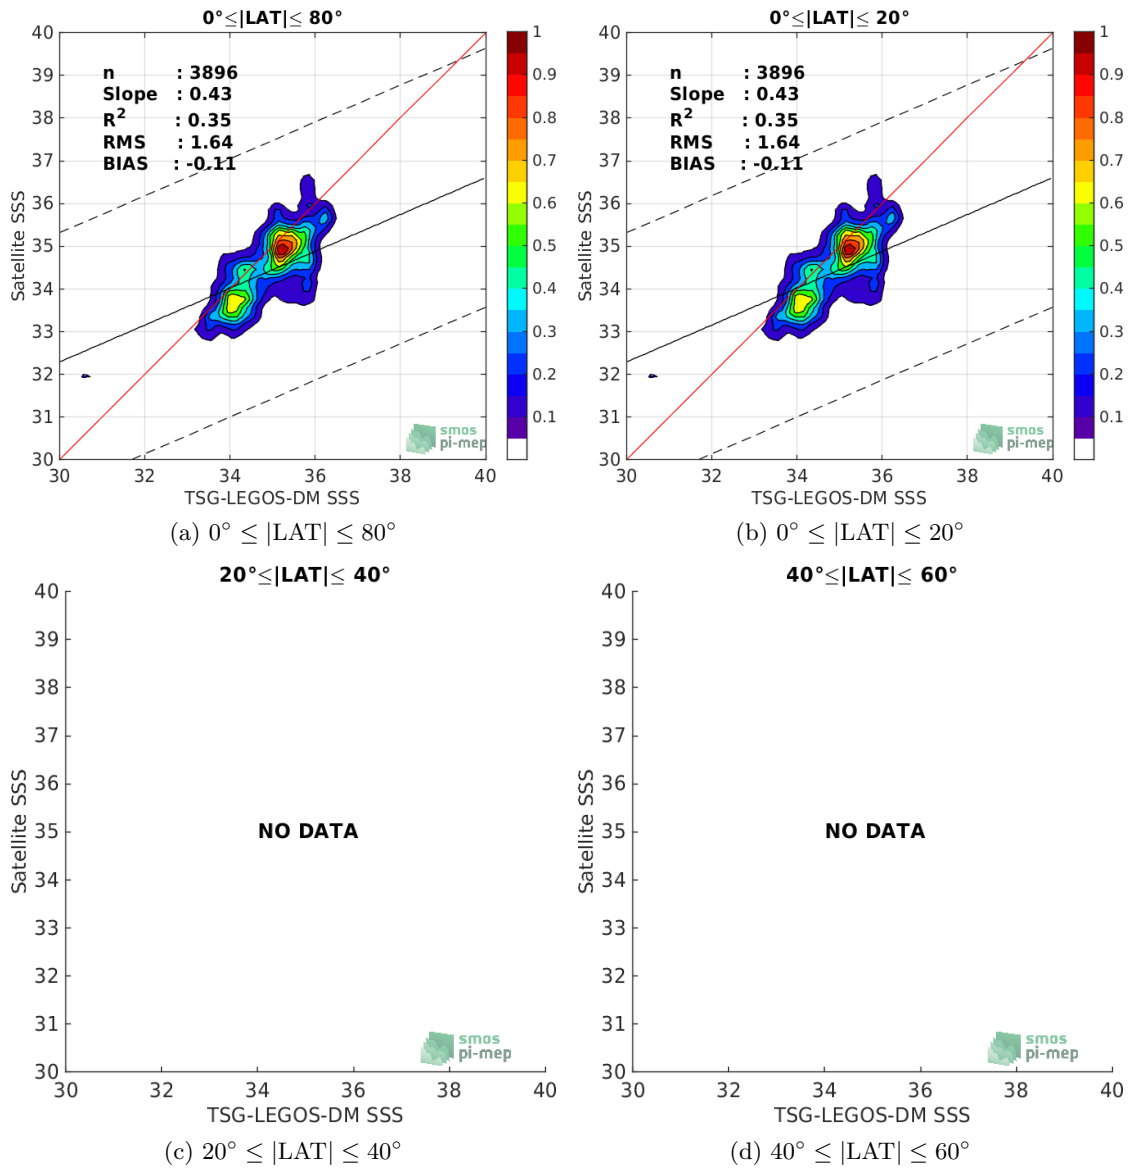 0°≤|LAT|≤ 80°
40
39
38
37
36
35
34
33
32
31
30
Satellite SSS
n : 3896
Slope : 0.43
R2 : 0.35
RMS : 1.64
BIAS : -0.11
smos
pi-mep
30 32 34 36 38 40
TSG-LEGOS-DM SSS
1
0.9
0.8
0.7
0.6
0.5
0.4
0.3
0.2
0.1
(a) 0° ≤ |LAT| ≤ 80°
0°≤|LAT|≤ 20°
40
39
38
37
36
35
34
33
32
31
30
Satellite SSS
n : 3896
Slope : 0.43
R2 : 0.35
RMS : 1.64
BIAS : -0.11
smos
pi-mep
30 32 34 36 38 40
TSG-LEGOS-DM SSS
1
0.9
0.8
0.7
0.6
0.5
0.4
0.3
0.2
0.1
(b) 0° ≤ |LAT| ≤ 20°
20°≤|LAT|≤ 40°
40
39
38
37
36
35
34
33
32
31
30
Satellite SSS
NO DATA
smos
pi-mep
30 32 34 36 38 40
TSG-LEGOS-DM SSS
(c) 20° ≤ |LAT| ≤ 40°
40°≤|LAT|≤ 60°
40
39
38
37
36
35
34
33
32
31
30
Satellite SSS
NO DATA
smos
pi-mep
30 32 34 36 38 40
TSG-LEGOS-DM SSS
(d) 40° ≤ |LAT| ≤ 60°